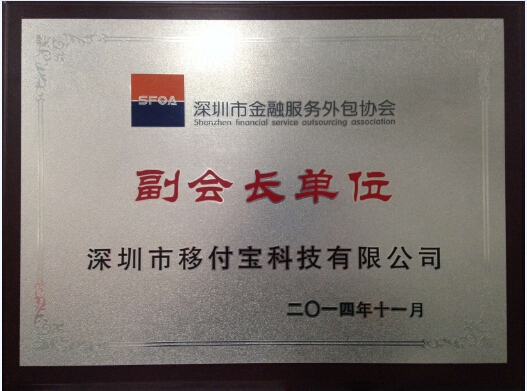 SFOA
深圳市金融服务外包协会
Shenzhen financial service outsourcing association
副会长单位
深圳市移付宝科技有限公司
二〇一四年十一月